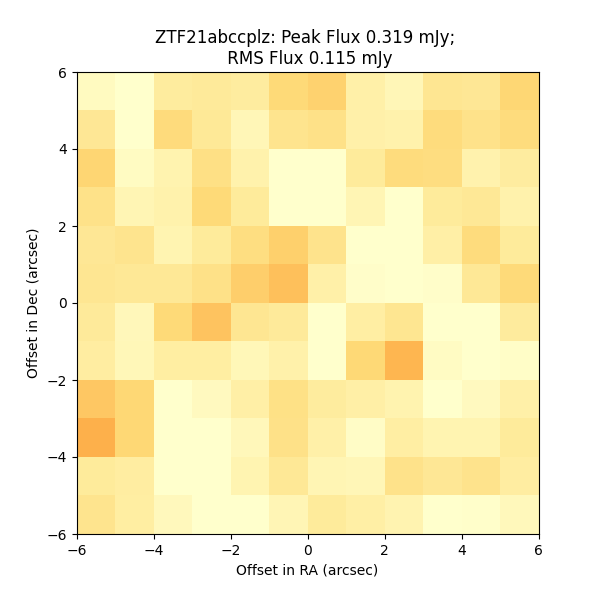 ZTF21abccplz: Peak Flux 0.319 mJy;
RMS Flux 0.115 mJy
6
4
2
0
−2
−4
−6
Offset in Dec (arcsec)
−6 −4 −2 0 2 4 6
Offset in RA (arcsec)